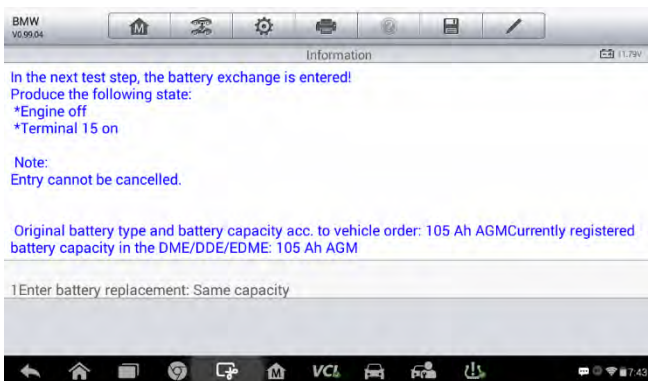 BMW
V0.99.04
Information
11.79V
In the next test step, the battery exchange is entered!
Produce the following state:
*Engine off
*Terminal 15 on
Note:
Entry cannot be cancelled.
Original battery type and battery capacity acc. to vehicle order: 105 Ah AGMCurrently registered
battery capacity in the DME/DDE/EDME: 105 Ah AGM
1Enter battery replacement: Same capacity
M
VCI
7:43